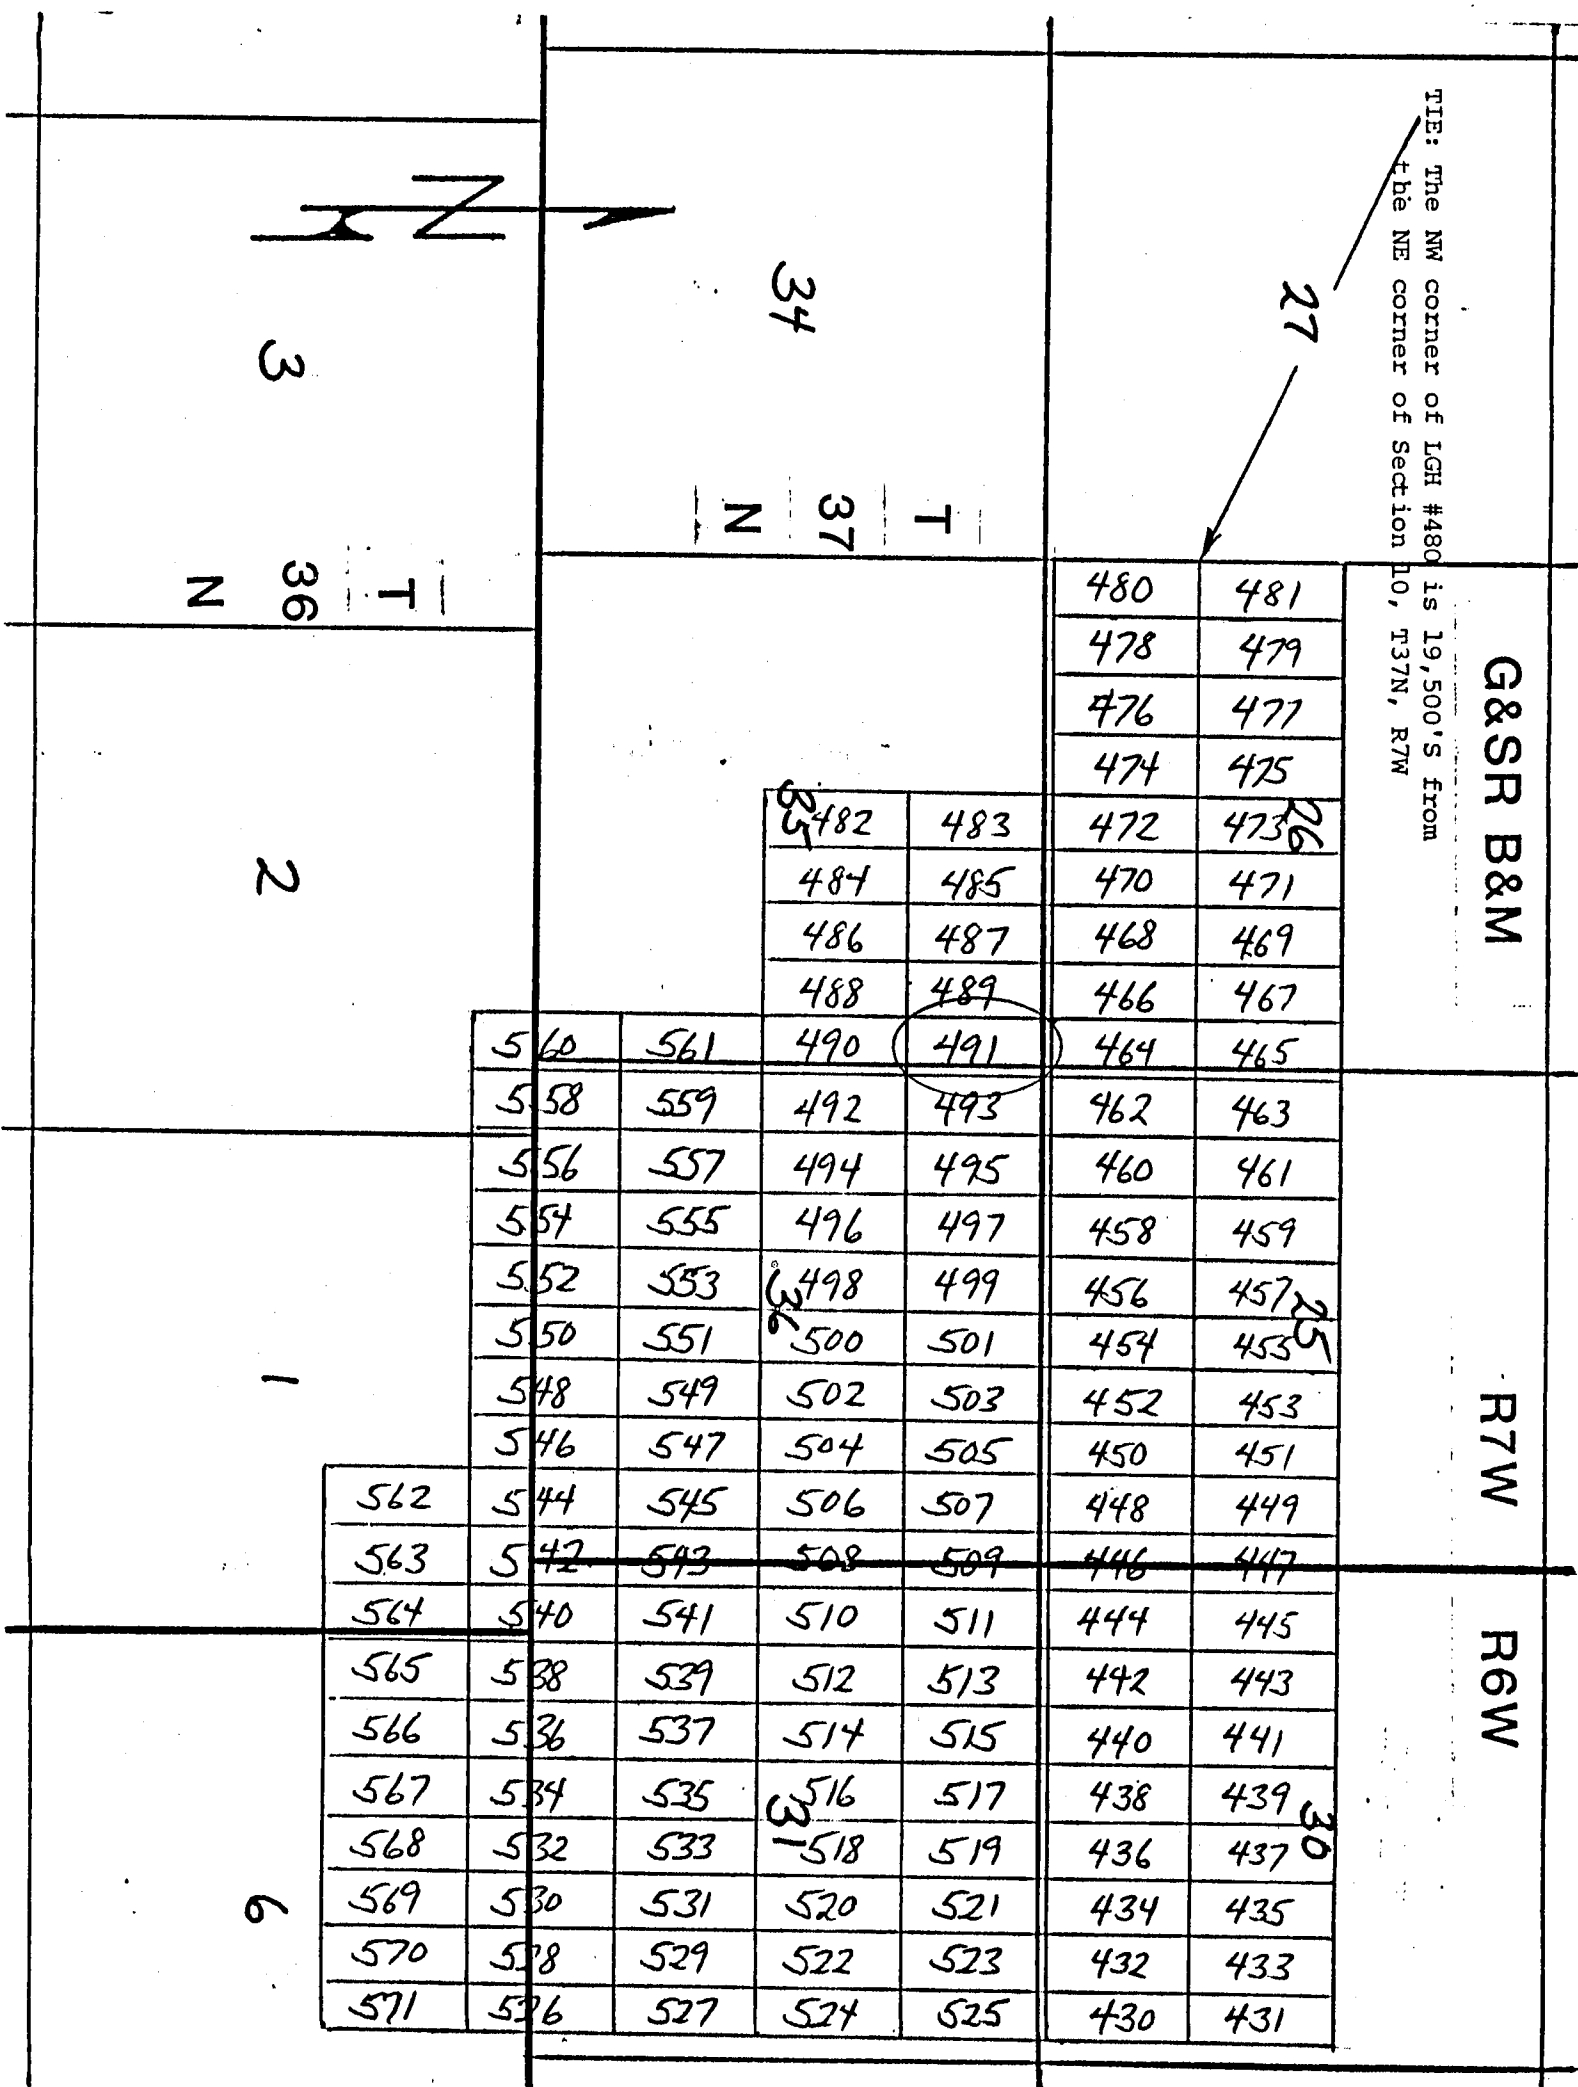 TIE: The NW corner of LGH #480 is 19,500'S from
the NE corner of Section 10, T37N, R7W
G&SR B&M
R7W
R6W
27
34
3
N
T
37
N
T
36
N
2
1
6
26
25
30
35
36
31
480 481
478 479
476 477
474 475
482 483 472 473
484 485 470 471
486 487 468 469
488 489 466 467
560 561 490 491 464 465
558 559 492 493 462 463
556 557 494 495 460 461
554 555 496 497 458 459
552 553 498 499 456 457
550 551 500 501 454 455
548 549 502 503 452 453
546 547 504 505 450 451
562 544 545 506 507 448 449
563 542 543 508 509 446 447
564 540 541 510 511 444 445
565 538 539 512 513 442 443
566 536 537 514 515 440 441
567 534 535 516 517 438 439
568 532 533 518 519 436 437
569 530 531 520 521 434 435
570 528 529 522 523 432 433
571 526 527 524 525 430 431